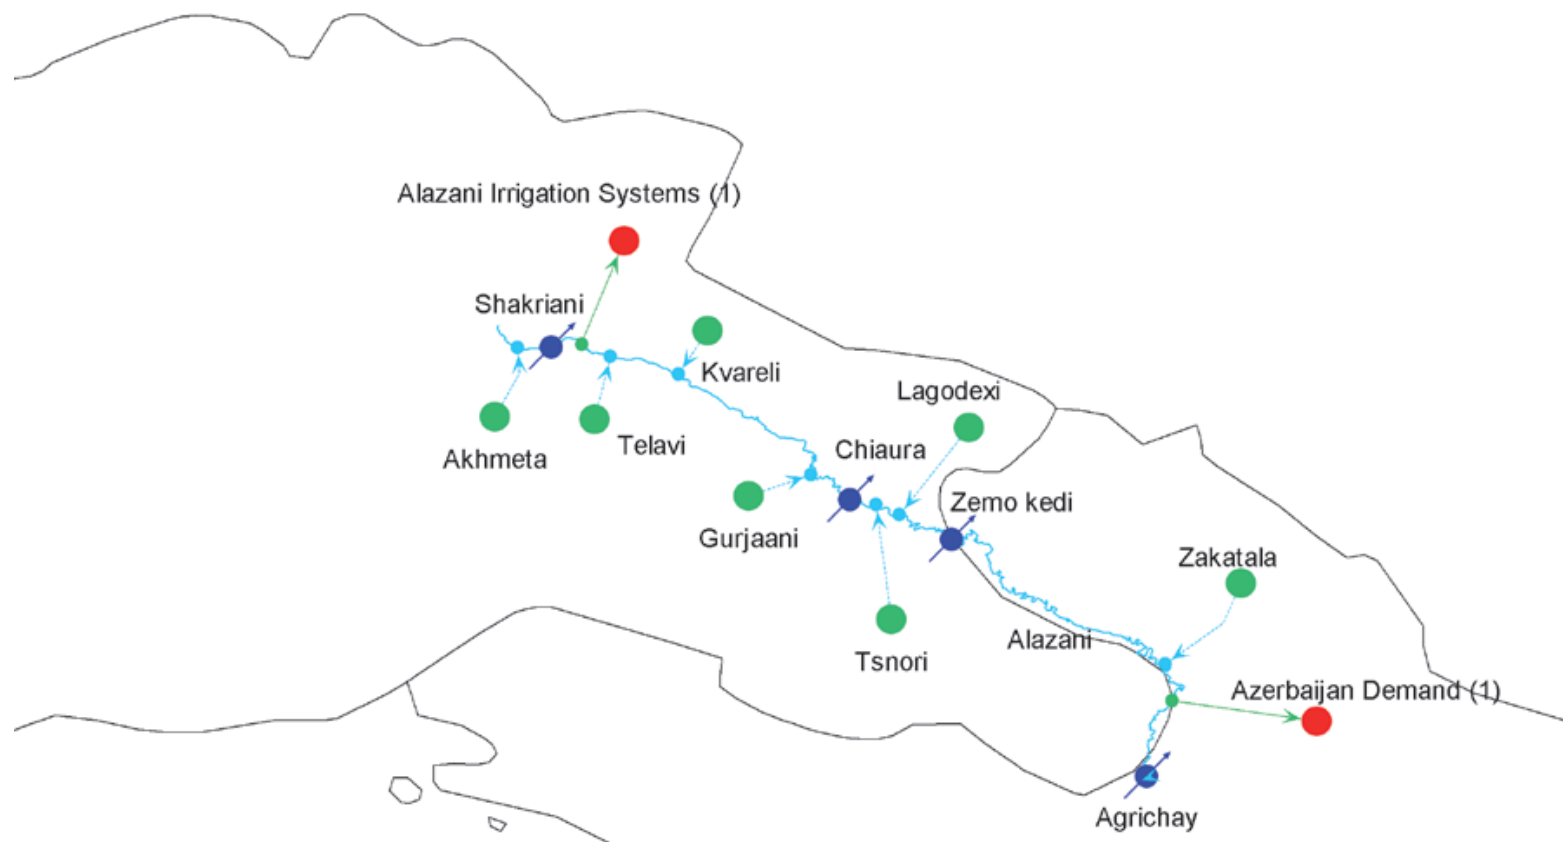 Alazani Irrigation Systems (1)
Shakriani
Kvareli
Lagodexi
Telavi
Akhmeta
Chiaura
Zemo kedi
Gurjaani
Zakatala
Alazani
Tsnori
Azerbaijan Demand (1)
Agrichay